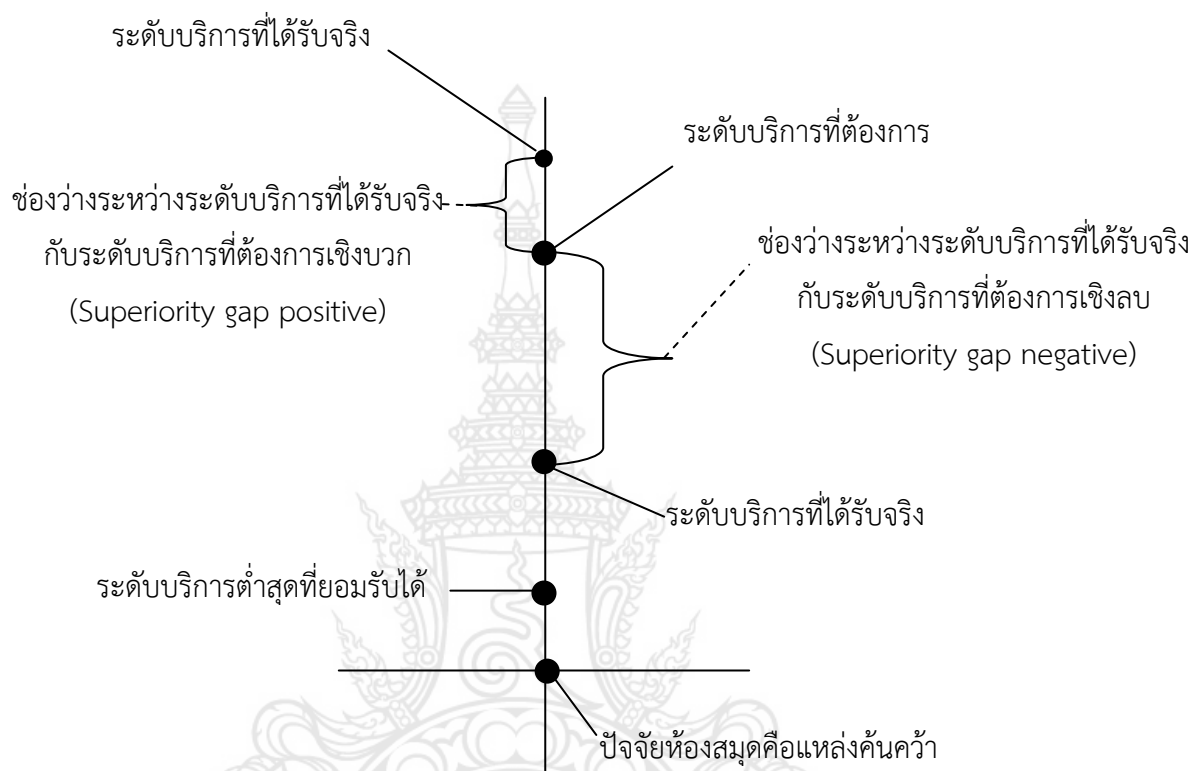 ระดับบริการที่ได้รับจริง
ระดับบริการที่ต้องการ
ช่องว่างระหว่างระดับบริการที่ได้รับจริง
กับระดับบริการที่ต้องการเชิงบวก
(Superiority gap positive)
ช่องว่างระหว่างระดับบริการที่ได้รับจริง
กับระดับบริการที่ต้องการเชิงลบ
(Superiority gap negative)
ระดับบริการที่ได้รับจริง
ระดับบริการต่ำสุดที่ยอมรับได้
ปัจจัยห้องสมุดคือแหล่งค้นคว้า